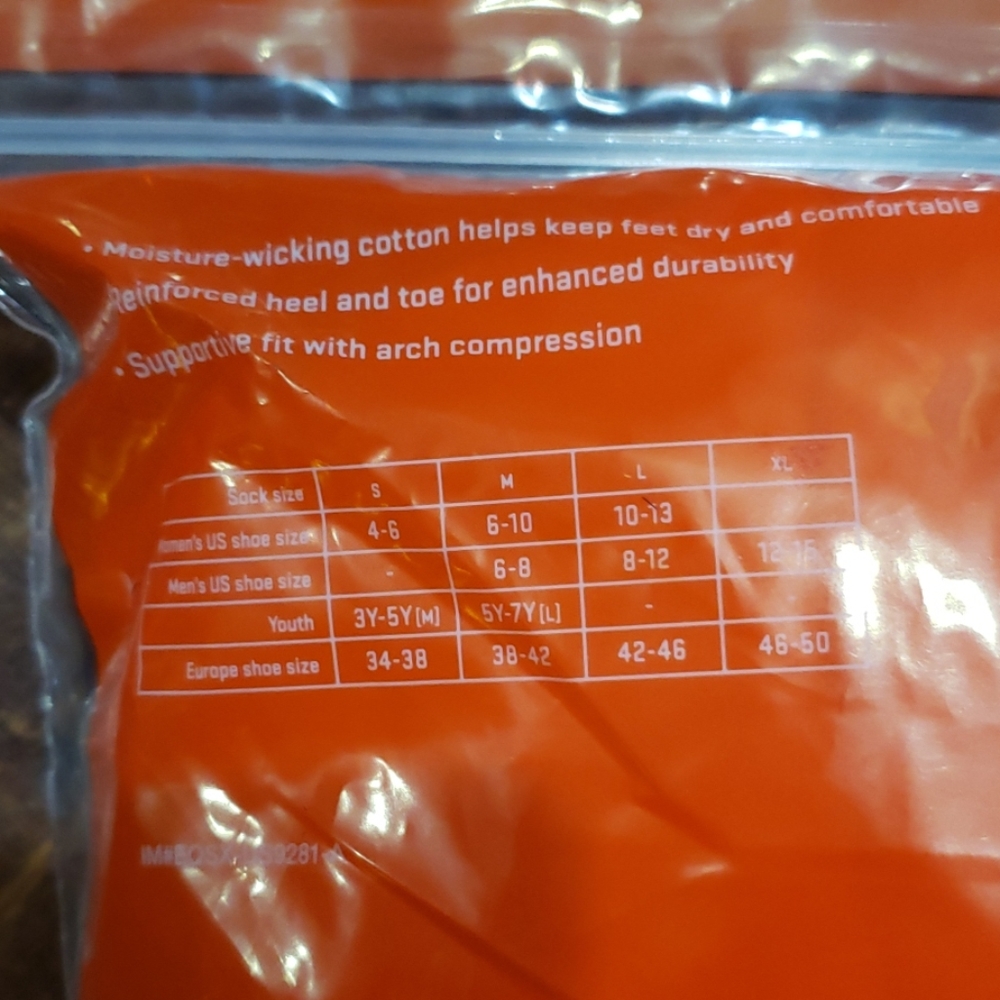 • Moisture-wicking cotton helps keep feet dry and comfortable
Reinforced heel and toe for enhanced durability
• Supportive fit with arch compression
Sock size S M L XL
Women's US shoe size 4-6 6-10 10-13
Men's US shoe size - 6-8 8-12
Youth 3Y-5Y[M] 5Y-7Y[L] -
Europe shoe size 34-38 38-42 42-46 46-50